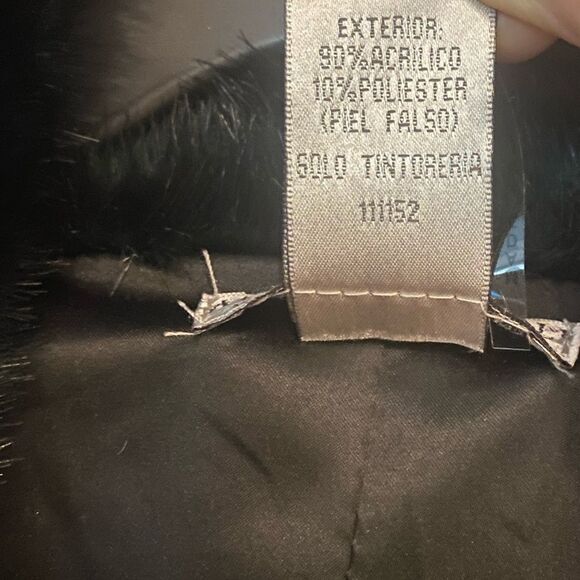 EXTERIOR:
90%ACRILICO
10%POLIESTER
(PIEL FALSO)
SOLO TINTORERIA
111152